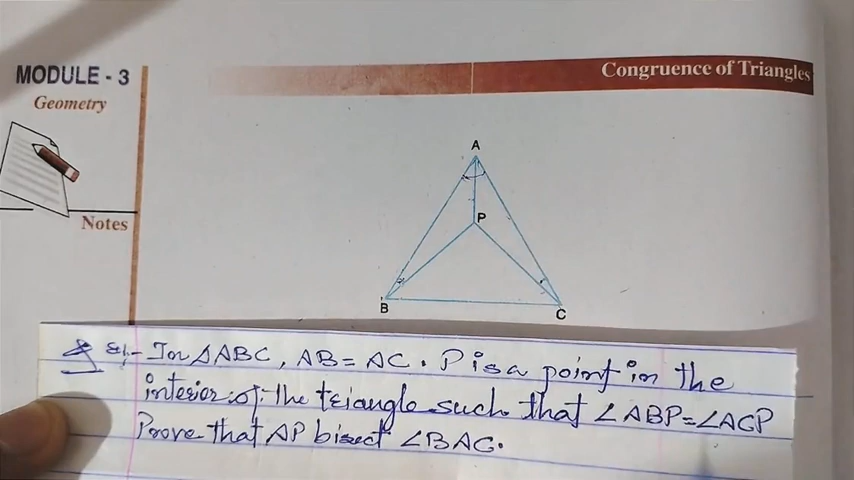 MODULE - 3
Geometry
Notes
Congruence of Triangles
A
P
B
C
In ΔABC, AB = AC. P is a point in the
interior of the triangle such that ∠ABP = ∠ACP
Prove that AP bisect ∠BAC.